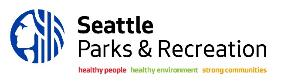 Seattle
Parks & Recreation
healthy people healthy environment strong communities